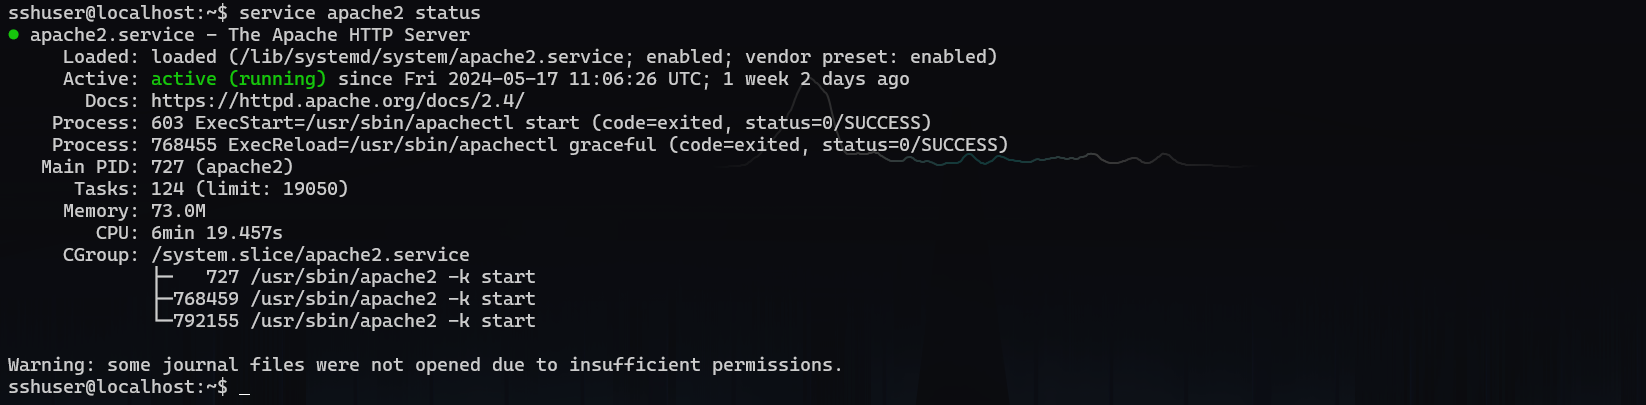 sshuser@localhost:~$ service apache2 status
● apache2.service - The Apache HTTP Server
     Loaded: loaded (/lib/systemd/system/apache2.service; enabled; vendor preset: enabled)
     Active: active (running) since Fri 2024-05-17 11:06:26 UTC; 1 week 2 days ago
       Docs: https://httpd.apache.org/docs/2.4/
    Process: 603 ExecStart=/usr/sbin/apachectl start (code=exited, status=0/SUCCESS)
    Process: 768455 ExecReload=/usr/sbin/apachectl graceful (code=exited, status=0/SUCCESS)
   Main PID: 727 (apache2)
      Tasks: 124 (limit: 19050)
     Memory: 73.0M
        CPU: 6min 19.457s
     CGroup: /system.slice/apache2.service
             ├─   727 /usr/sbin/apache2 -k start
             ├─768459 /usr/sbin/apache2 -k start
             └─792155 /usr/sbin/apache2 -k start

Warning: some journal files were not opened due to insufficient permissions.
sshuser@localhost:~$ _